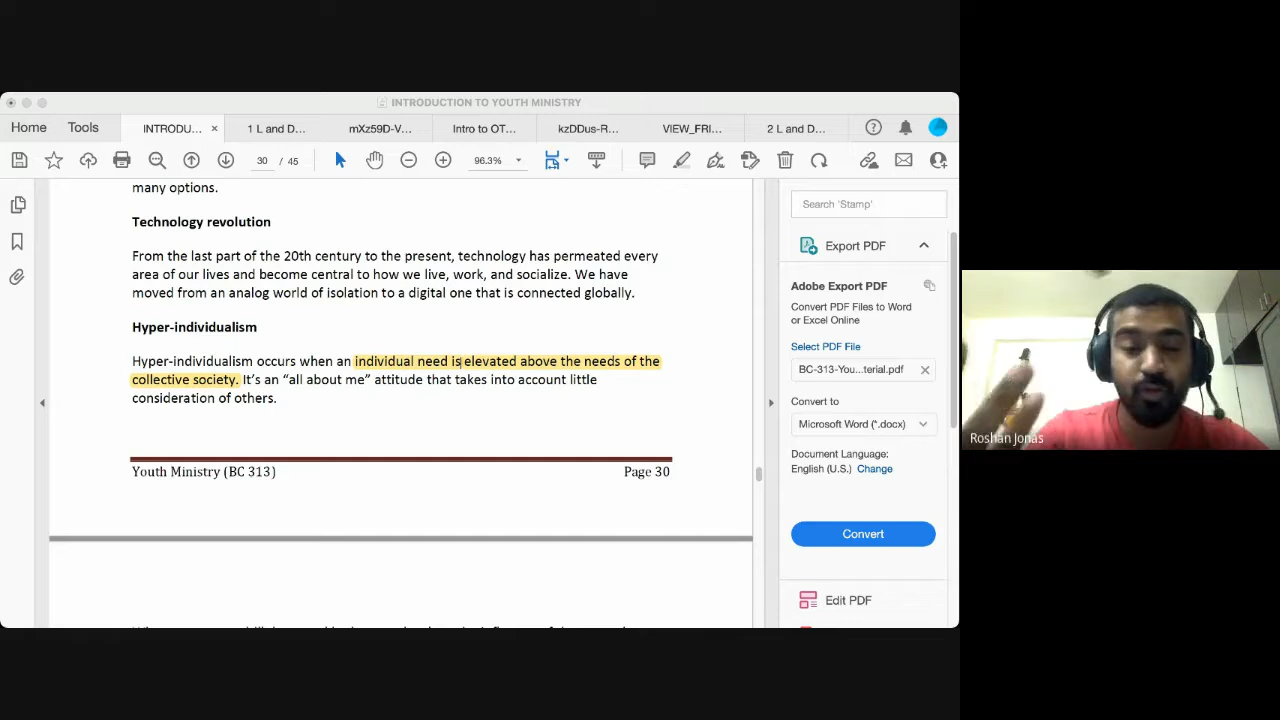 INTRODUCTION TO YOUTH MINISTRY
Home
Tools
INTRODU...
1 L and D...
mXz59D-V...
Intro to OT...
kzDDus-R...
VIEW_FRI...
2 L and D...
30 / 45
96.3%
many options.
Technology revolution
From the last part of the 20th century to the present, technology has permeated every
area of our lives and become central to how we live, work, and socialize. We have
moved from an analog world of isolation to a digital one that is connected globally.
Hyper-individualism
Hyper-individualism occurs when an individual need is elevated above the needs of the
collective society. It’s an “all about me” attitude that takes into account little
consideration of others.
Youth Ministry (BC 313)
Page 30
Search 'Stamp'
Export PDF
Adobe Export PDF
Convert PDF Files to Word
or Excel Online
Select PDF File
BC-313-You...terial.pdf
Convert to
Microsoft Word (*.docx)
Document Language:
English (U.S.) Change
Convert
Edit PDF
Roshan Jonas